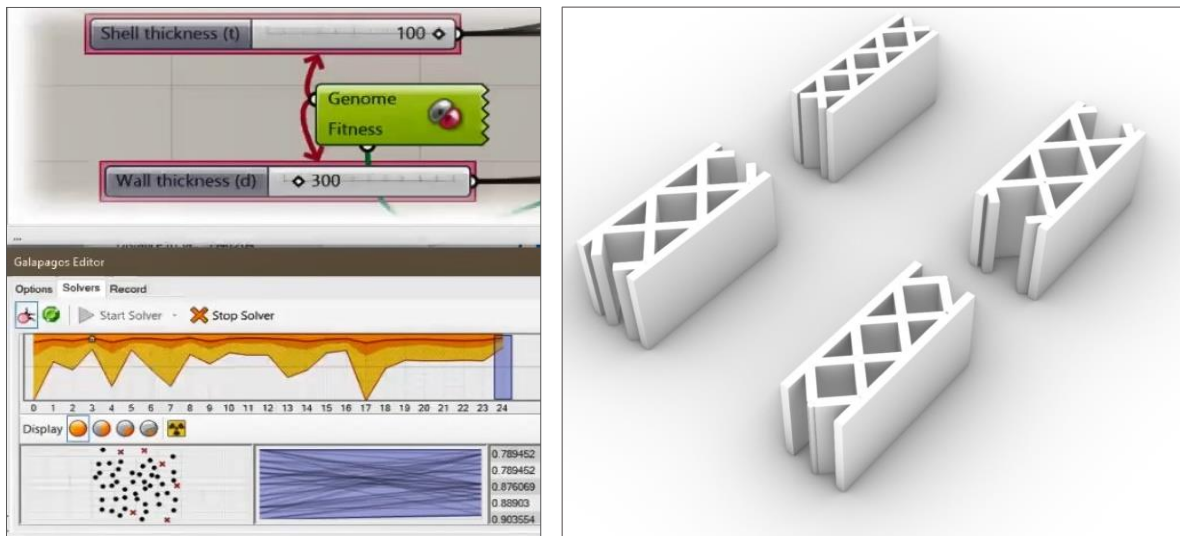 Shell thickness (t) 100
Genome
Fitness
Wall thickness (d) 300
...
Galapagos Editor
Options Solvers Record
Start Solver Stop Solver
0 1 2 3 4 5 6 7 8 9 10 11 12 13 14 15 16 17 18 19 20 21 22 23 24
Display
0.789452
0.789452
0.876069
0.88903
0.903554